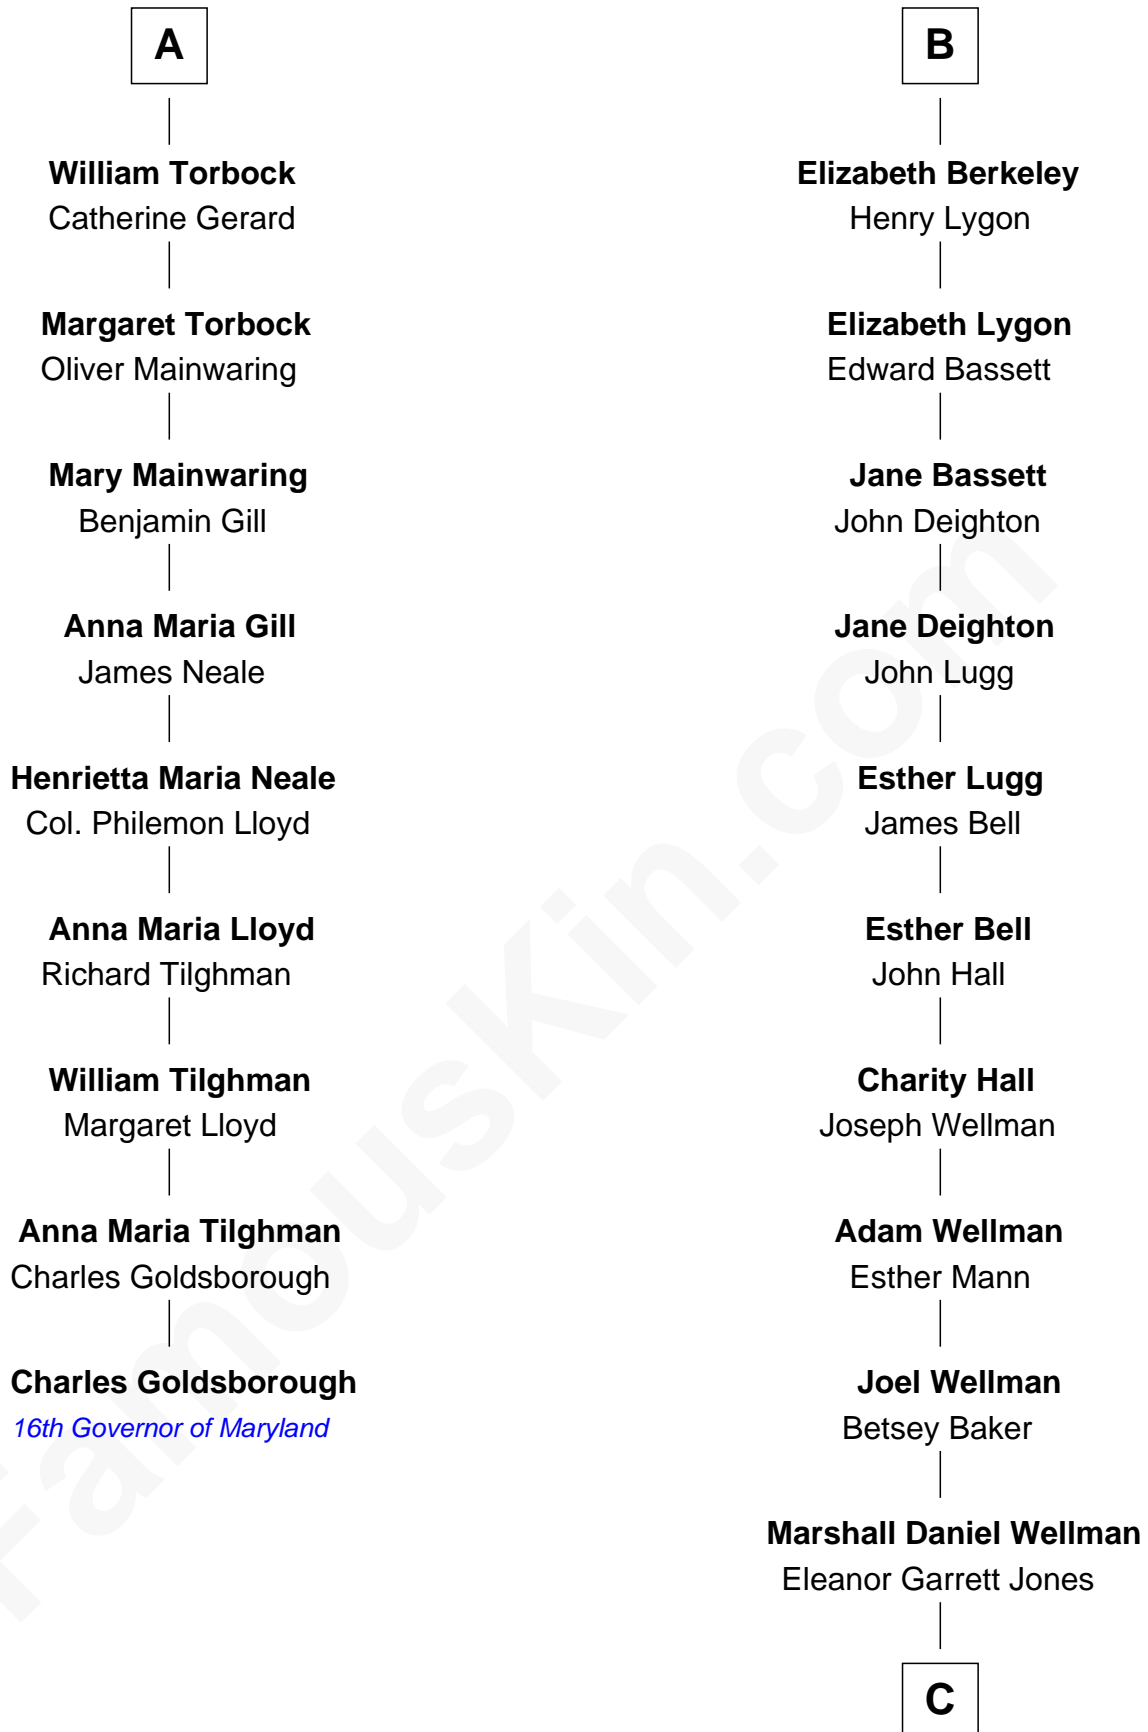 A
William Torbock
Catherine Gerard
Margaret Torbock
Oliver Mainwaring
Mary Mainwaring
Benjamin Gill
Anna Maria Gill
James Neale
Henrietta Maria Neale
Col. Philemon Lloyd
Anna Maria Lloyd
Richard Tilghman
William Tilghman
Margaret Lloyd
Anna Maria Tilghman
Charles Goldsborough
Charles Goldsborough
16th Governor of Maryland
B
Elizabeth Berkeley
Henry Lygon
Elizabeth Lygon
Edward Bassett
Jane Bassett
John Deighton
Jane Deighton
John Lugg
Esther Lugg
James Bell
Esther Bell
John Hall
Charity Hall
Joseph Wellman
Adam Wellman
Esther Mann
Joel Wellman
Betsey Baker
Marshall Daniel Wellman
Eleanor Garrett Jones
C
FamousKin.com